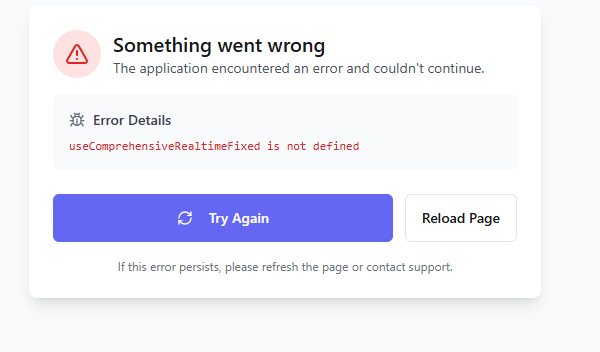 Something went wrong
The application encountered an error and couldn't continue.
Error Details
useComprehensiveRealtimeFixed is not defined
Try Again
Reload Page
If this error persists, please refresh the page or contact support.